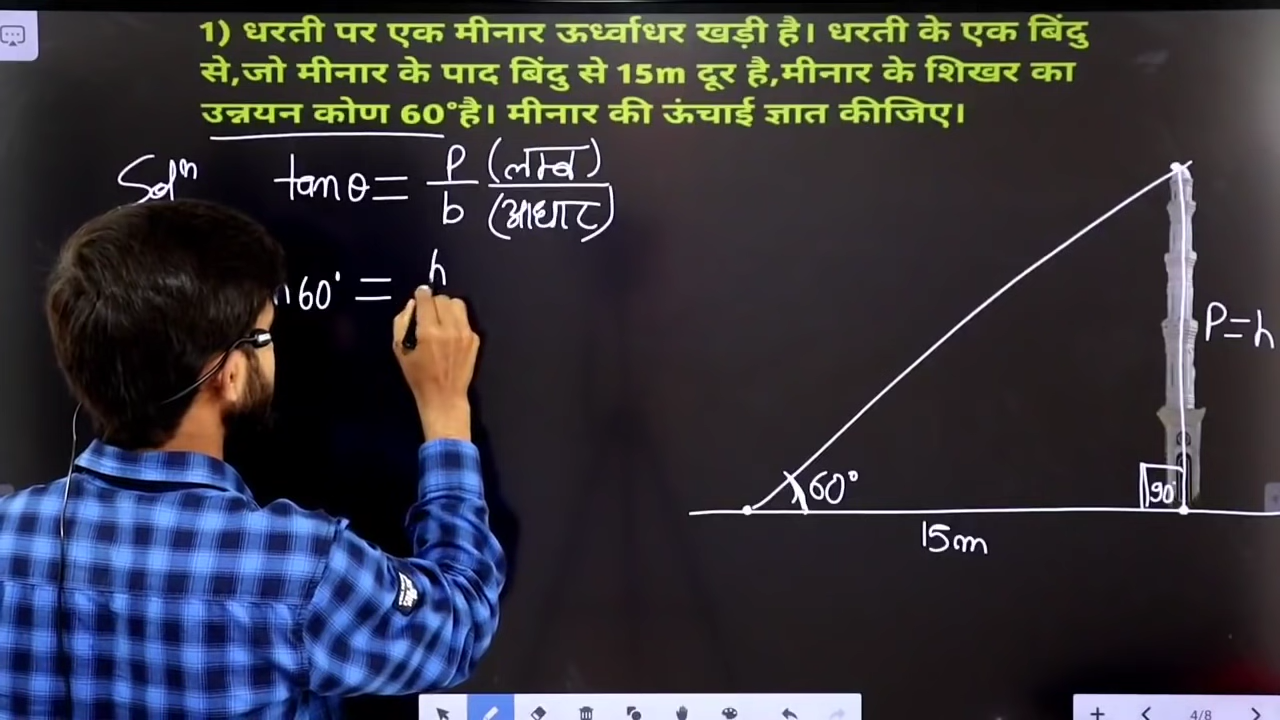 1) धरती पर एक मीनार ऊर्ध्वाधर खड़ी है। धरती के एक बिंदु
से,जो मीनार के पाद बिंदु से 15m दूर है,मीनार के शिखर का
उन्नयन कोण 60°है। मीनार की ऊंचाई ज्ञात कीजिए।
Solⁿ tanθ = P/b (लम्ब)/(आधार)
60° = h
P=h
60°
90°
15m
4/8